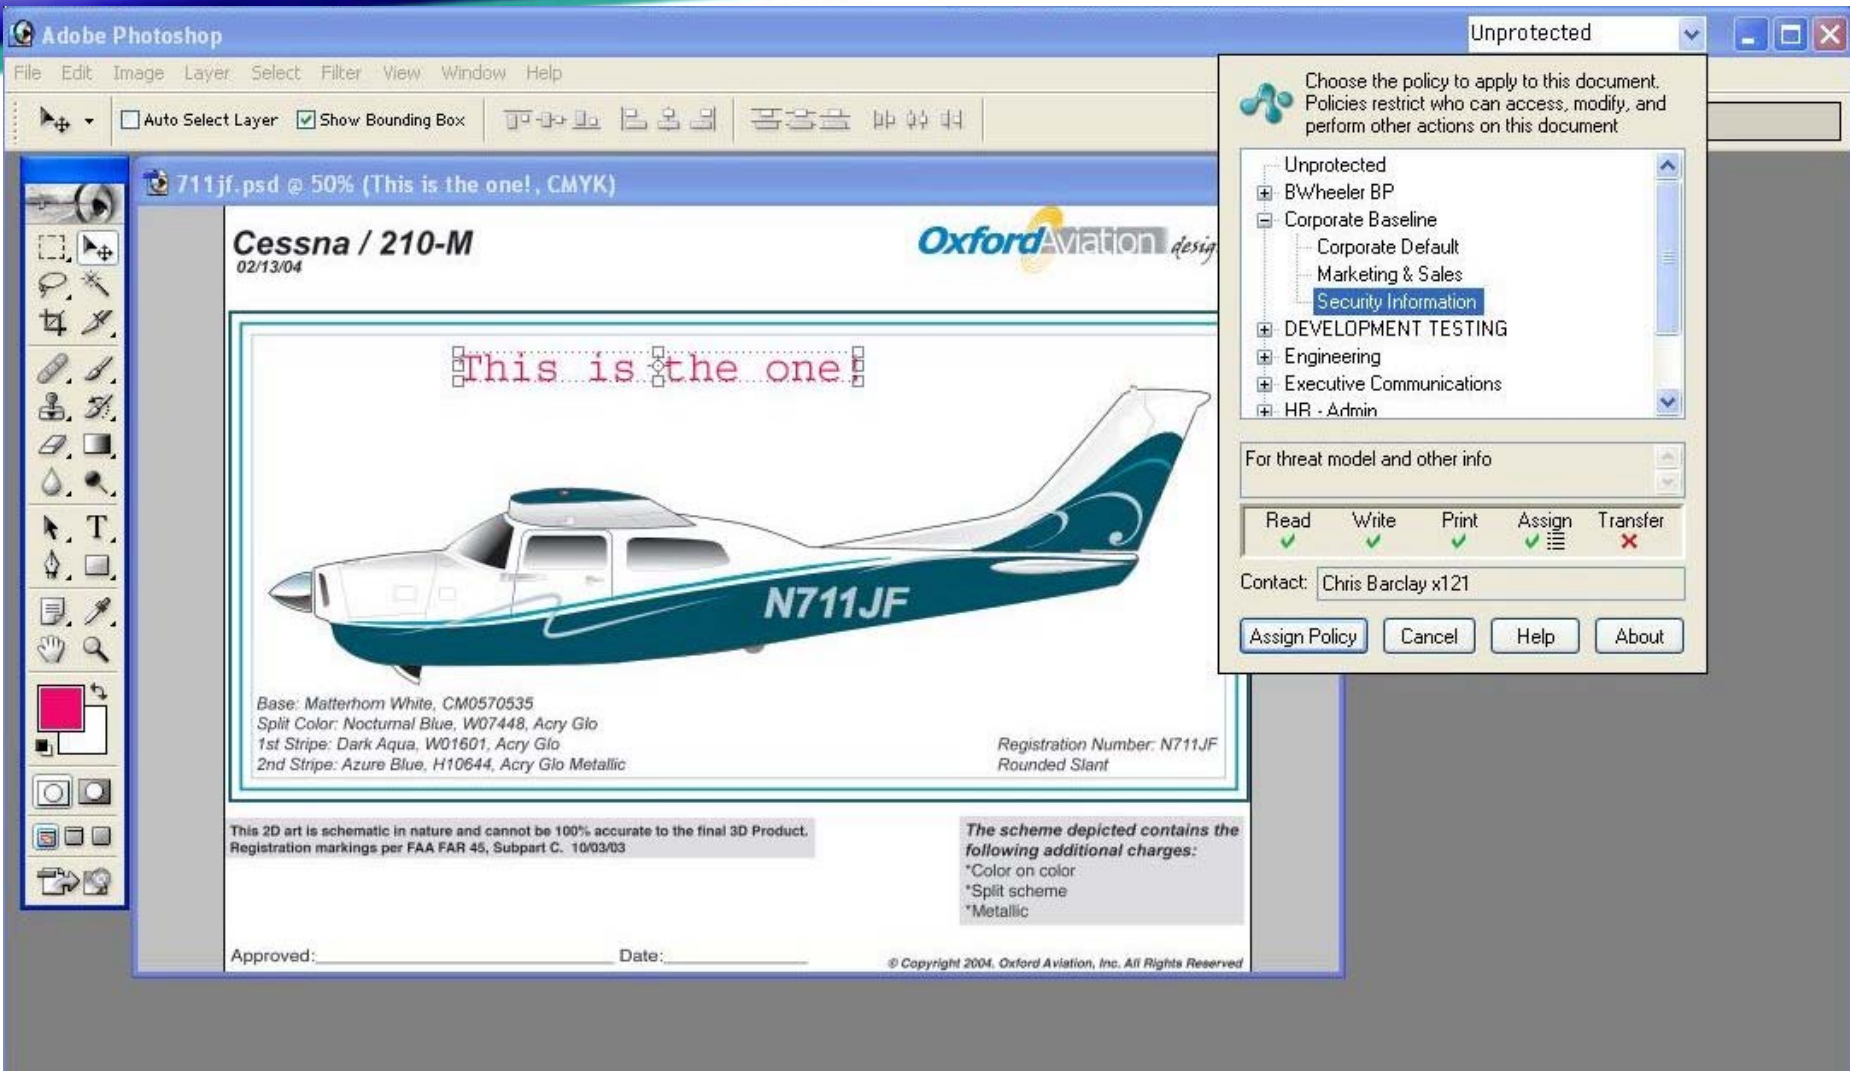 Adobe Photoshop
Unprotected
File Edit Image Layer Select Filter View Window Help
Auto Select Layer Show Bounding Box
711jf.psd @ 50% (This is the one!, CMYK)
Cessna / 210-M
02/13/04
OxfordAviation desig
This is the one!
N711JF
Base: Matterhorn White, CM0570535
Split Color: Nocturnal Blue, W07448, Acry Glo
1st Stripe: Dark Aqua, W01601, Acry Glo
2nd Stripe: Azure Blue, H10644, Acry Glo Metallic
Registration Number: N711JF
Rounded Slant
This 2D art is schematic in nature and cannot be 100% accurate to the final 3D Product.
Registration markings per FAA FAR 45, Subpart C. 10/03/03
The scheme depicted contains the
following additional charges:
*Color on color
*Split scheme
*Metallic
Approved: Date:
© Copyright 2004. Oxford Aviation, Inc. All Rights Reserved
Choose the policy to apply to this document.
Policies restrict who can access, modify, and
perform other actions on this document
Unprotected
BWheeler BP
Corporate Baseline
Corporate Default
Marketing & Sales
Security Information
DEVELOPMENT TESTING
Engineering
Executive Communications
HR - Admin
For threat model and other info
Read Write Print Assign Transfer
Contact: Chris Barclay x121
Assign Policy Cancel Help About